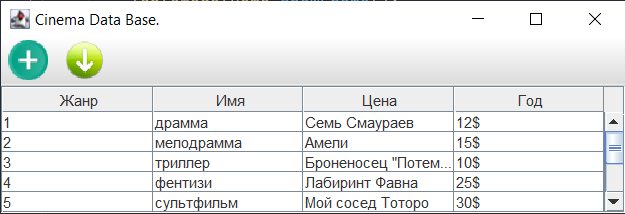 Cinema Data Base.
Жанр Имя Цена Год
1 драмма Семь Смаураев 12$
2 мелодрамма Амели 15$
3 триллер Броненосец "Потем... 10$
4 фентизи Лабиринт Фавна 25$
5 сультфильм Мой сосед Тоторо 30$